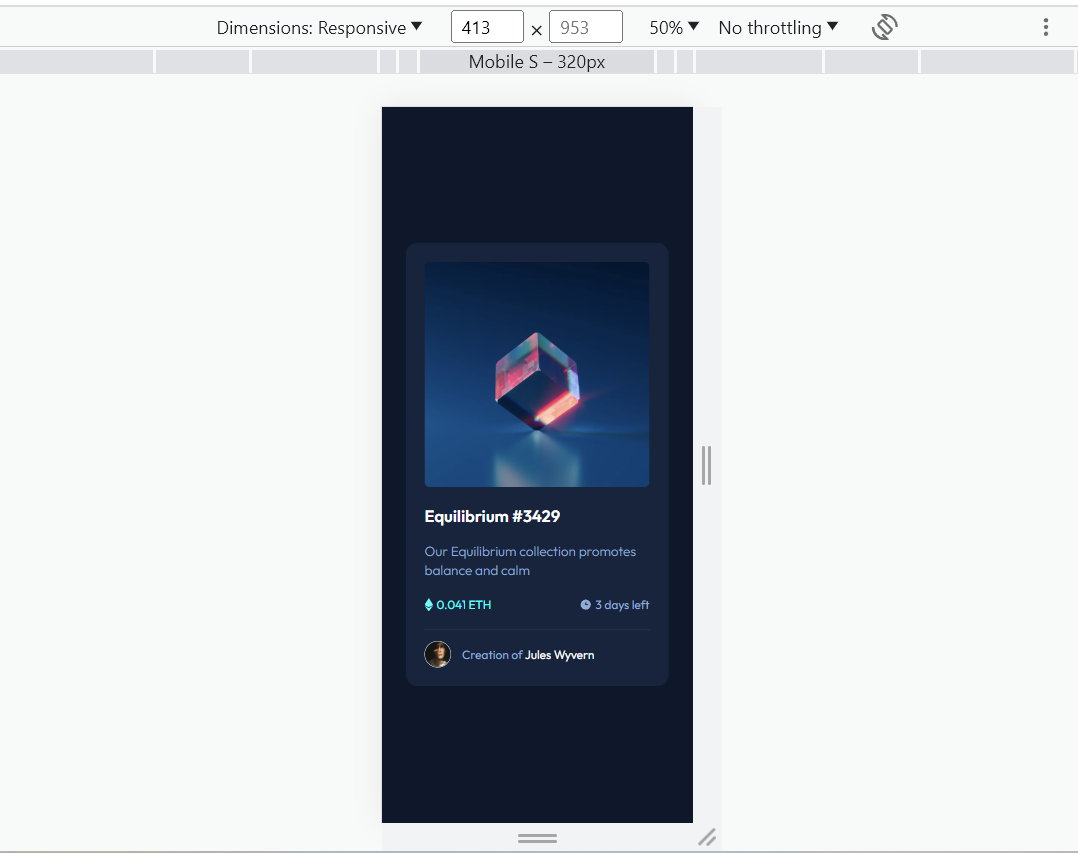 Dimensions: Responsive ▼ 413 × 953 50% ▼ No throttling ▼
Mobile S – 320px
Equilibrium #3429
Our Equilibrium collection promotes
balance and calm
0.041 ETH 3 days left
Creation of Jules Wyvern